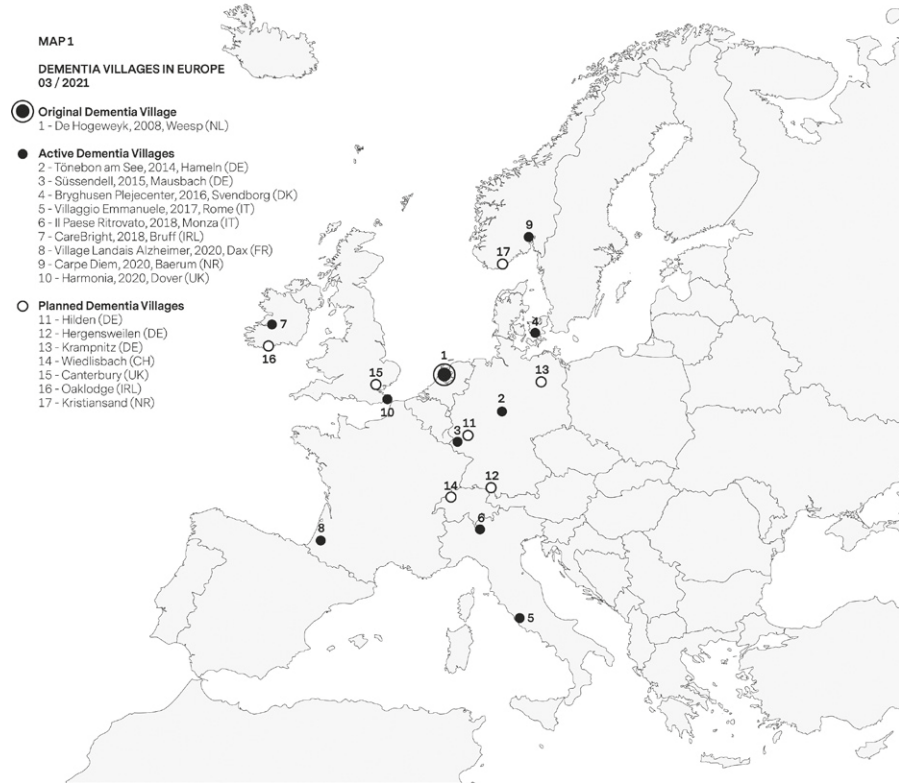 MAP 1
DEMENTIA VILLAGES IN EUROPE
03 / 2021
Original Dementia Village
1 - De Hogeweyk, 2008, Weesp (NL)
Active Dementia Villages
2 - Tönebon am See, 2014, Hameln (DE)
3 - Süssendell, 2015, Mausbach (DE)
4 - Bryghusen Plejecenter, 2016, Svendborg (DK)
5 - Villaggio Emmanuele, 2017, Rome (IT)
6 - Il Paese Ritrovato, 2018, Monza (IT)
7 - CareBright, 2018, Bruff (IRL)
8 - Village Landais Alzheimer, 2020, Dax (FR)
9 - Carpe Diem, 2020, Baerum (NR)
10 - Harmonia, 2020, Dover (UK)
Planned Dementia Villages
11 - Hilden (DE)
12 - Hergensweilen (DE)
13 - Krampnitz (DE)
14 - Wiedlisbach (CH)
15 - Canterbury (UK)
16 - Oaklodge (IRL)
17 - Kristiansand (NR)
9
17
7
4
16
1
15
13
10
2
3
11
12
14
6
8
5